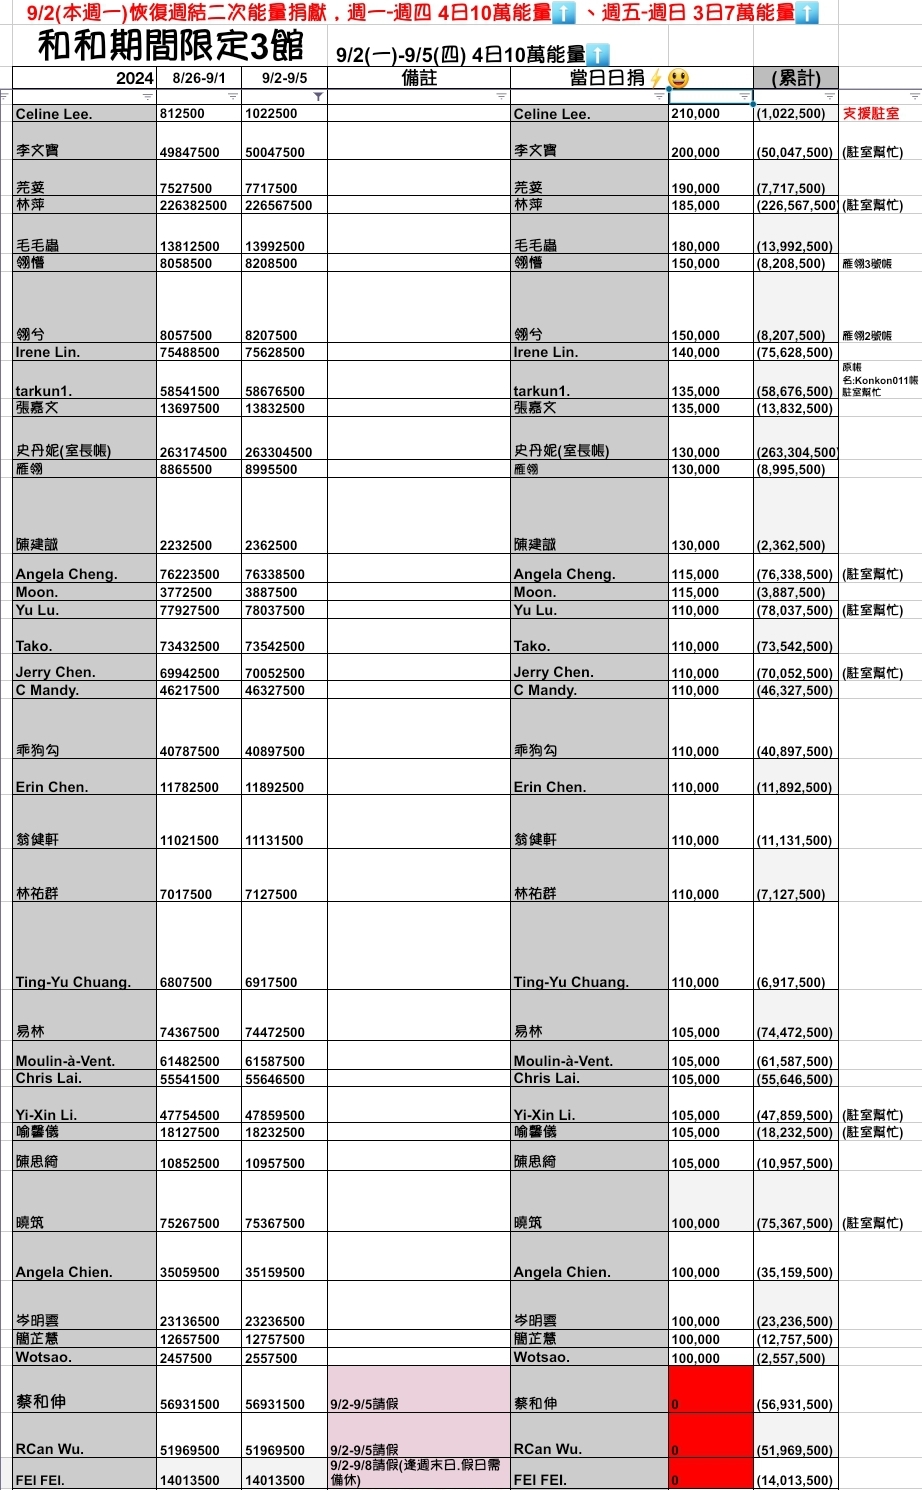 9/2(本週一)恢復週結二次能量捐獻，週一-週四 4日10萬能量⬆️、週五-週日 3日7萬能量⬆️
和和期間限定3館 9/2(一)-9/5(四) 4日10萬能量⬆️
2024 8/26-9/1 9/2-9/5 備註 當日日捐⚡😃 (累計)
Celine Lee. 812500 1022500 Celine Lee. 210,000 (1,022,500) 支援駐室
李文寶 49847500 50047500 李文寶 200,000 (50,047,500) (駐室幫忙)
芫荽 7527500 7717500 芫荽 190,000 (7,717,500)
林萍 226382500 226567500 林萍 185,000 (226,567,500) (駐室幫忙)
毛毛蟲 13812500 13992500 毛毛蟲 180,000 (13,992,500)
翎懵 8058500 8208500 翎懵 150,000 (8,208,500) 雁翎3號帳
翎兮 8057500 8207500 翎兮 150,000 (8,207,500) 雁翎2號帳
Irene Lin. 75488500 75628500 Irene Lin. 140,000 (75,628,500)
tarkun1. 58541500 58676500 tarkun1. 135,000 (58,676,500) 原帳
名:Konkon011帳
駐室幫忙
張嘉文 13697500 13832500 張嘉文 135,000 (13,832,500)
史丹妮(室長帳) 263174500 263304500 史丹妮(室長帳) 130,000 (263,304,500)
雁翎 8865500 8995500 雁翎 130,000 (8,995,500)
陳建誠 2232500 2362500 陳建誠 130,000 (2,362,500)
Angela Cheng. 76223500 76338500 Angela Cheng. 115,000 (76,338,500) (駐室幫忙)
Moon. 3772500 3887500 Moon. 115,000 (3,887,500)
Yu Lu. 77927500 78037500 Yu Lu. 110,000 (78,037,500) (駐室幫忙)
Tako. 73432500 73542500 Tako. 110,000 (73,542,500)
Jerry Chen. 69942500 70052500 Jerry Chen. 110,000 (70,052,500) (駐室幫忙)
C Mandy. 46217500 46327500 C Mandy. 110,000 (46,327,500)
乖狗勾 40787500 40897500 乖狗勾 110,000 (40,897,500)
Erin Chen. 11782500 11892500 Erin Chen. 110,000 (11,892,500)
翁健軒 11021500 11131500 翁健軒 110,000 (11,131,500)
林祐群 7017500 7127500 林祐群 110,000 (7,127,500)
Ting-Yu Chuang. 6807500 6917500 Ting-Yu Chuang. 110,000 (6,917,500)
易林 74367500 74472500 易林 105,000 (74,472,500)
Moulin-à-Vent. 61482500 61587500 Moulin-à-Vent. 105,000 (61,587,500)
Chris Lai. 55541500 55646500 Chris Lai. 105,000 (55,646,500)
Yi-Xin Li. 47754500 47859500 Yi-Xin Li. 105,000 (47,859,500) (駐室幫忙)
喻馨儀 18127500 18232500 喻馨儀 105,000 (18,232,500) (駐室幫忙)
陳思綺 10852500 10957500 陳思綺 105,000 (10,957,500)
曉筑 75267500 75367500 曉筑 100,000 (75,367,500) (駐室幫忙)
Angela Chien. 35059500 35159500 Angela Chien. 100,000 (35,159,500)
岑明雲 23136500 23236500 岑明雲 100,000 (23,236,500)
簡芷慧 12657500 12757500 簡芷慧 100,000 (12,757,500)
Wotsao. 2457500 2557500 Wotsao. 100,000 (2,557,500)
蔡和伸 56931500 56931500 9/2-9/5請假 蔡和伸 0 (56,931,500)
RCan Wu. 51969500 51969500 9/2-9/5請假 RCan Wu. 0 (51,969,500)
FEI FEI. 14013500 14013500 9/2-9/8請假(逢週末日.假日需
備休) FEI FEI. 0 (14,013,500)